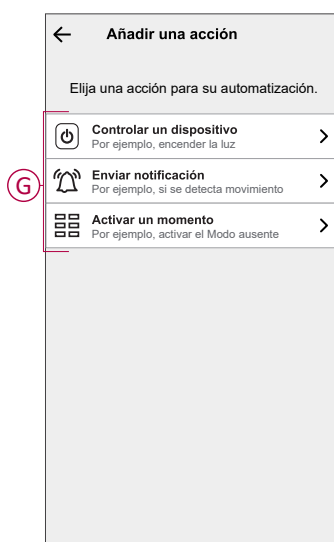 Añadir una acción
Elija una acción para su automatización.
Controlar un dispositivo
Por ejemplo, encender la luz
G
Enviar notificación
Por ejemplo, si se detecta movimiento
Activar un momento
Por ejemplo, activar el Modo ausente